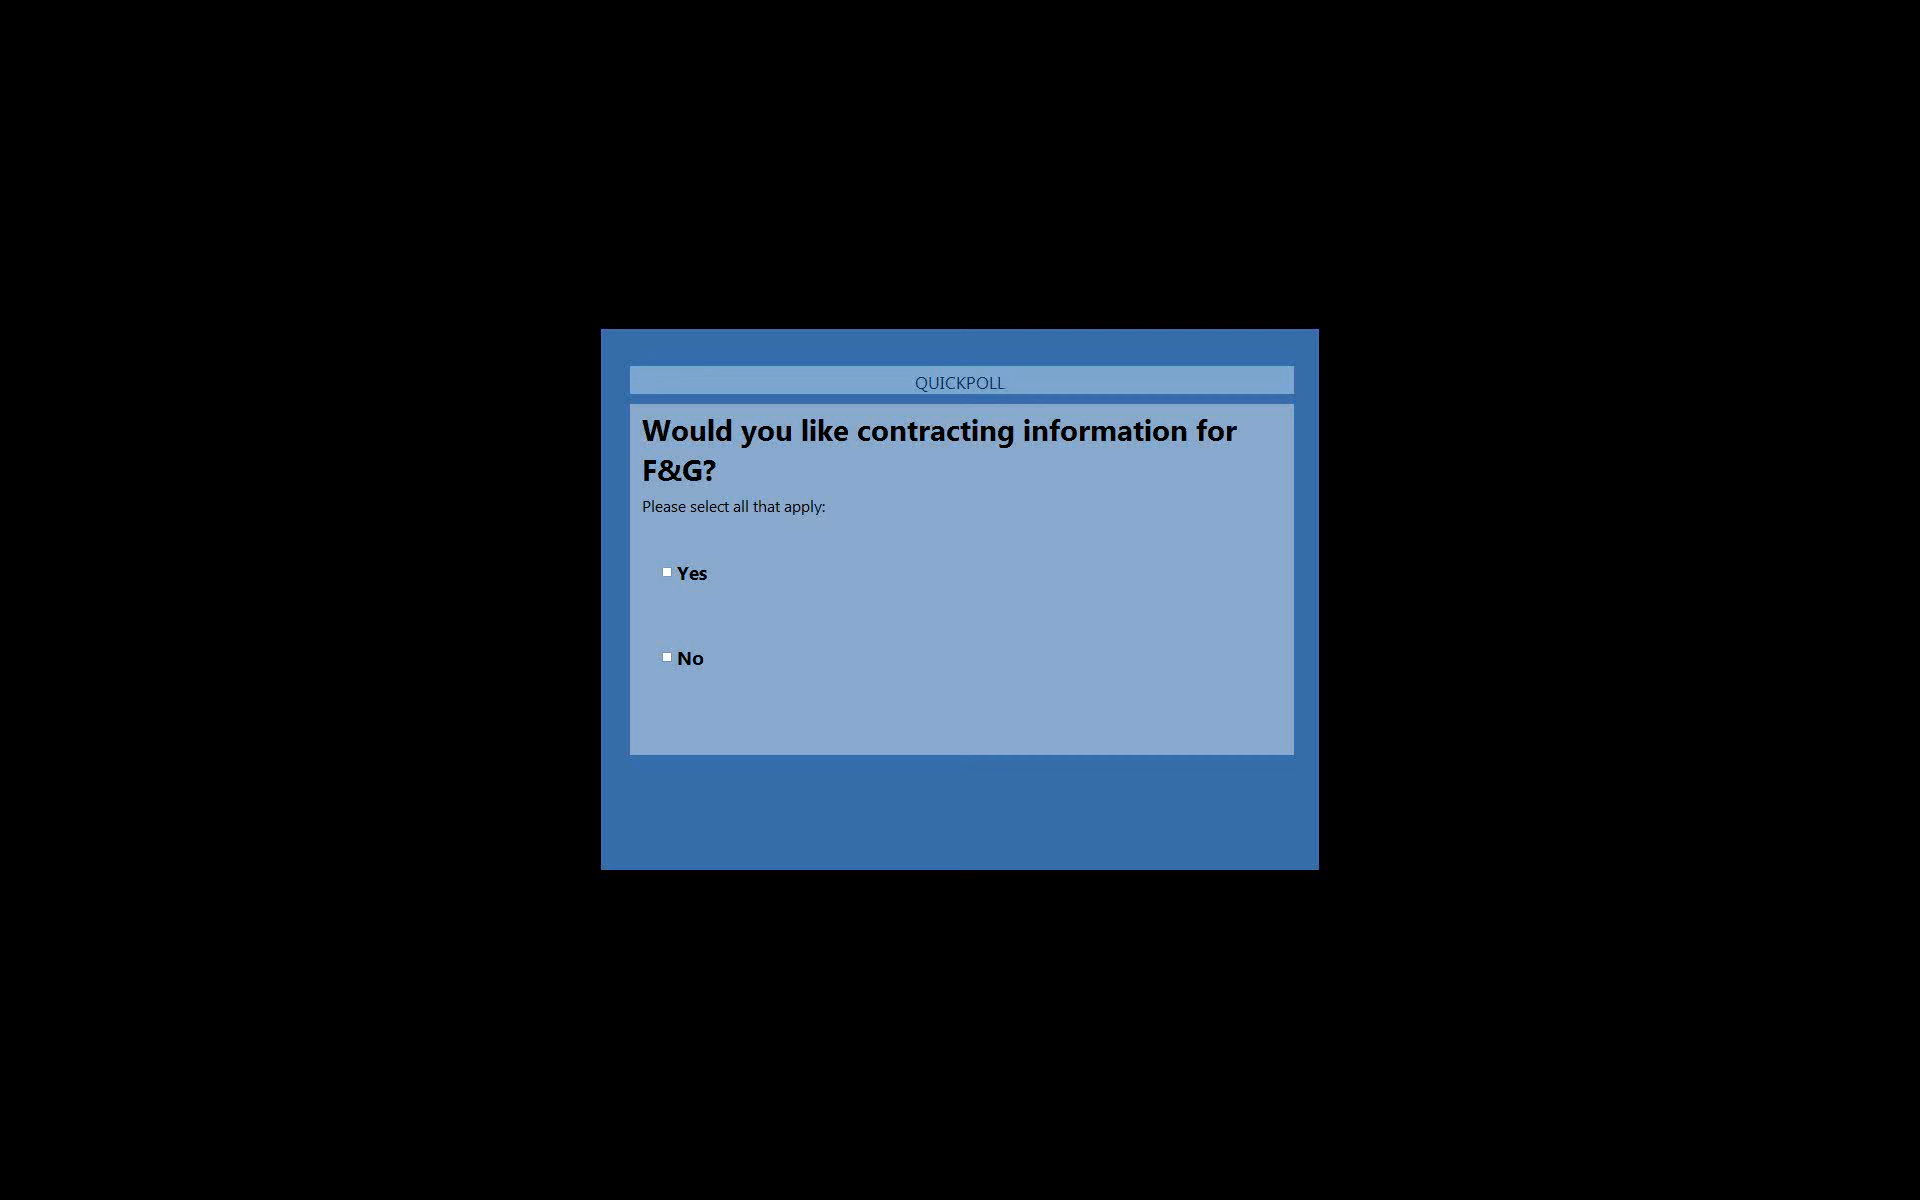 QUICKPOLL
Would you like contracting information for
F&G?
Please select all that apply:
Yes
No